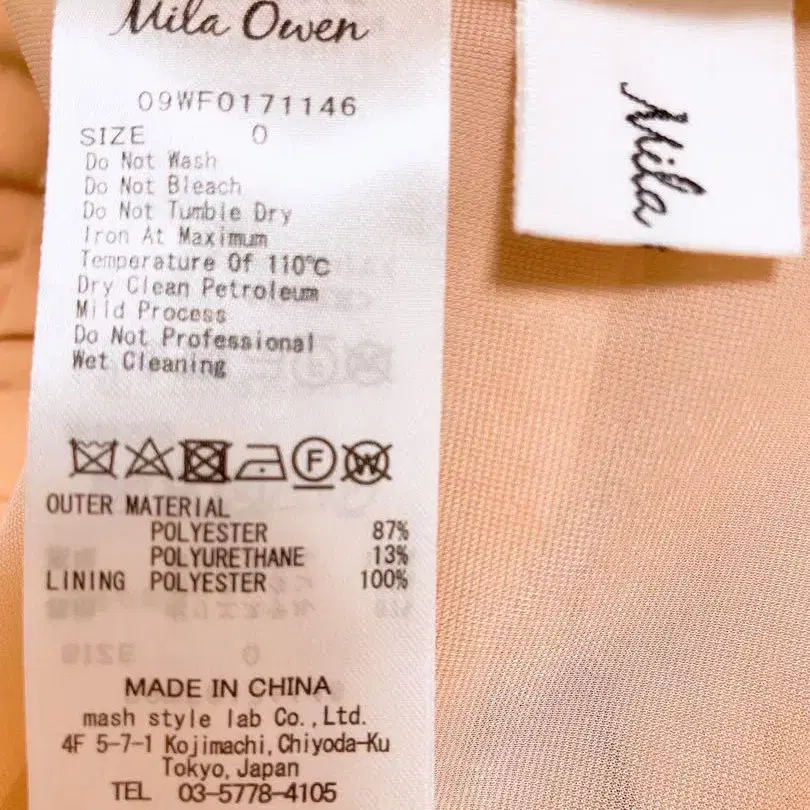 Mila Owen
09WF0171146
SIZE 0
Do Not Wash
Do Not Bleach
Do Not Tumble Dry
Iron At Maximum
Temperature Of 110℃
Dry Clean Petroleum
Mild Process
Do Not Professional
Wet Cleaning
F W
OUTER MATERIAL
POLYESTER 87%
POLYURETHANE 13%
LINING POLYESTER 100%
MADE IN CHINA
mash style lab Co.,Ltd.
4F 5-7-1 Kojimachi,Chiyoda-Ku
Tokyo,Japan
TEL 03-5778-4105
Mila